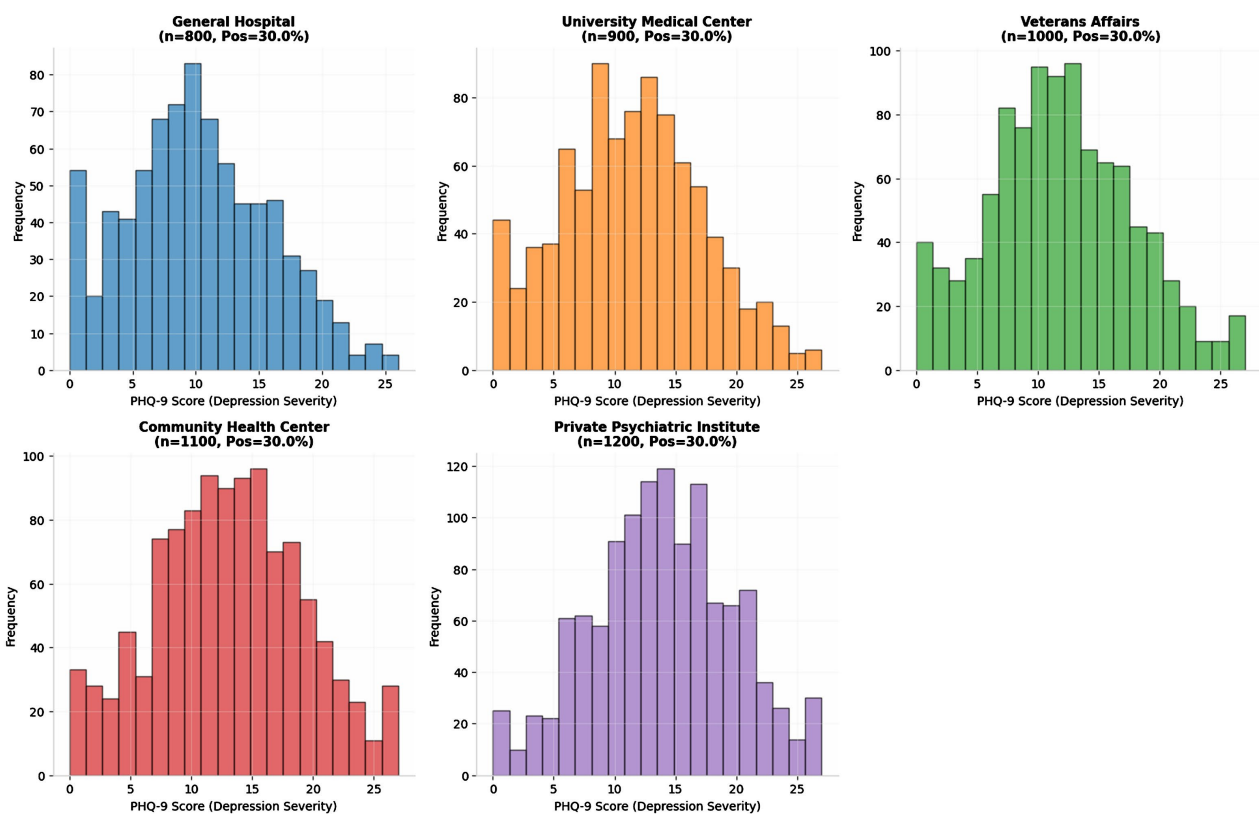 General Hospital
(n=800, Pos=30.0%)
80
70
60
50
40
30
20
10
0
Frequency
0 5 10 15 20 25
PHQ-9 Score (Depression Severity)
University Medical Center
(n=900, Pos=30.0%)
80
60
40
20
0
Frequency
0 5 10 15 20 25
PHQ-9 Score (Depression Severity)
Veterans Affairs
(n=1000, Pos=30.0%)
100
80
60
40
20
0
Frequency
0 5 10 15 20 25
PHQ-9 Score (Depression Severity)
Community Health Center
(n=1100, Pos=30.0%)
100
80
60
40
20
0
Frequency
0 5 10 15 20 25
PHQ-9 Score (Depression Severity)
Private Psychiatric Institute
(n=1200, Pos=30.0%)
120
100
80
60
40
20
0
Frequency
0 5 10 15 20 25
PHQ-9 Score (Depression Severity)